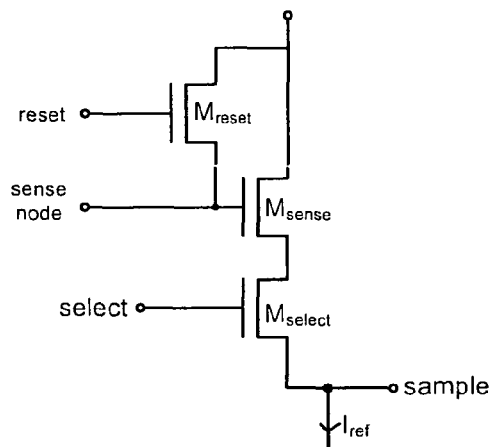 reset
M_reset
sense
node
M_sense
select
M_select
sample
I_ref